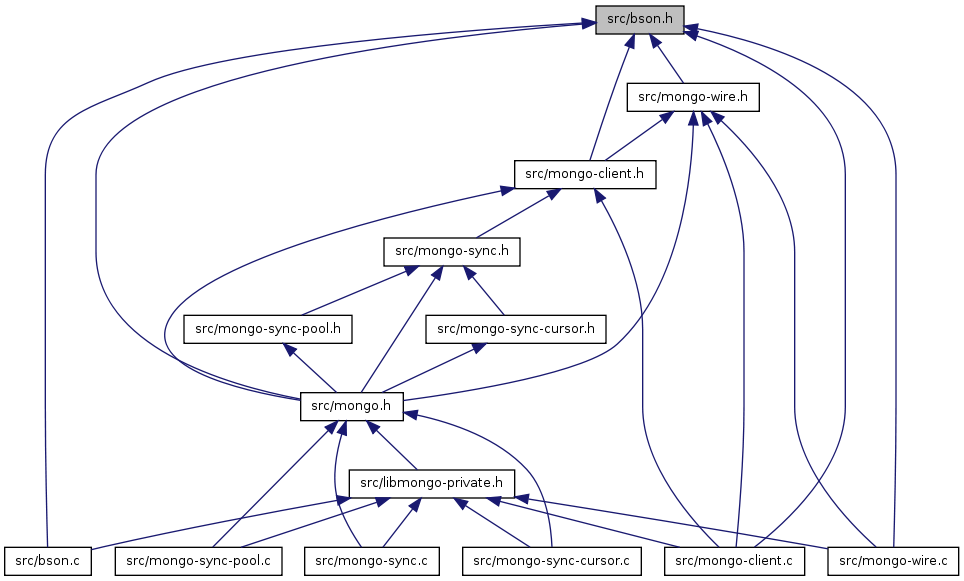 src/bson.h
src/mongo-wire.h
src/mongo-client.h
src/mongo-sync.h
src/mongo-sync-pool.h
src/mongo-sync-cursor.h
src/mongo.h
src/libmongo-private.h
src/bson.c
src/mongo-sync-pool.c
src/mongo-sync.c
src/mongo-sync-cursor.c
src/mongo-client.c
src/mongo-wire.c